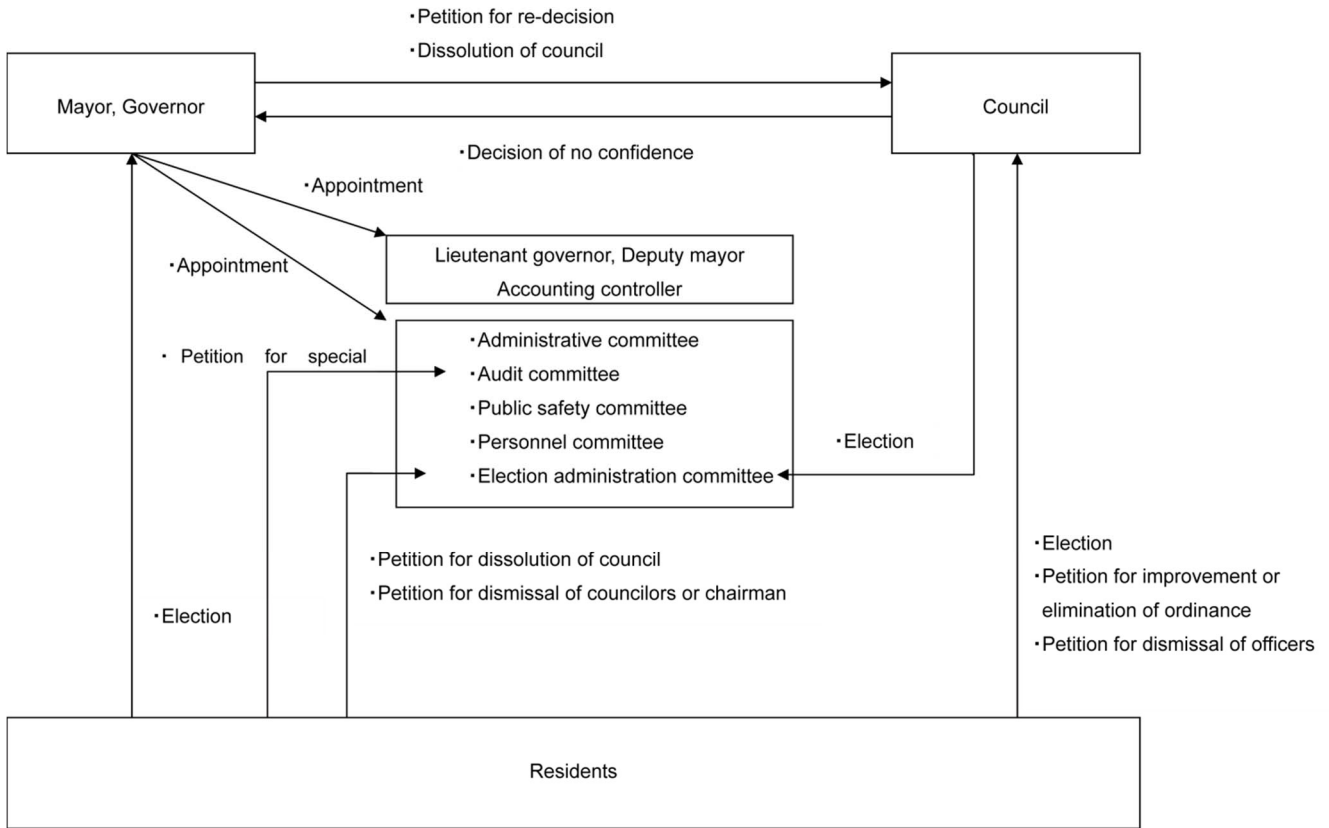 ・Petition for re-decision
・Dissolution of council
Mayor, Governor
Council
・Decision of no confidence
・Appointment
・Appointment
Lieutenant governor, Deputy mayor
Accounting controller
・Petition for special
・Administrative committee
・Audit committee
・Public safety committee
・Personnel committee
・Election administration committee
・Election
・Petition for dissolution of council
・Petition for dismissal of councilors or chairman
・Election
・Election
・Petition for improvement or
elimination of ordinance
・Petition for dismissal of officers
Residents